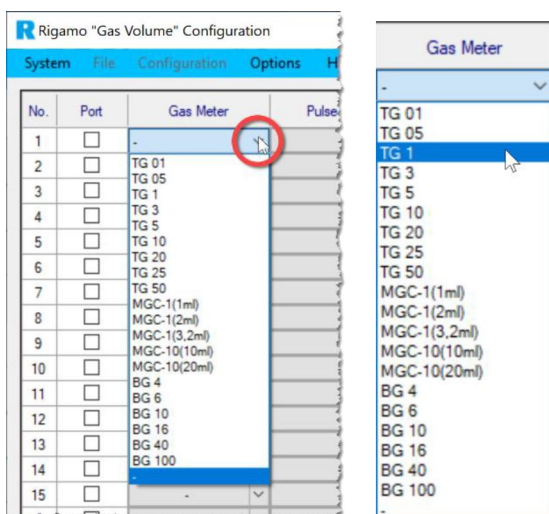 Rigamo "Gas Volume" Configuration
System File Configuration Options H
No. Port Gas Meter Pulse
1 -
2
3
4
5
6
7
8
9
10
11
12
13
14
15 -
TG 01
TG 05
TG 1
TG 3
TG 5
TG 10
TG 20
TG 25
TG 50
MGC-1(1ml)
MGC-1(2ml)
MGC-1(3,2ml)
MGC-10(10ml)
MGC-10(20ml)
BG 4
BG 6
BG 10
BG 16
BG 40
BG 100
-
Gas Meter
-
TG 01
TG 05
TG 1
TG 3
TG 5
TG 10
TG 20
TG 25
TG 50
MGC-1(1ml)
MGC-1(2ml)
MGC-1(3,2ml)
MGC-10(10ml)
MGC-10(20ml)
BG 4
BG 6
BG 10
BG 16
BG 40
BG 100
-